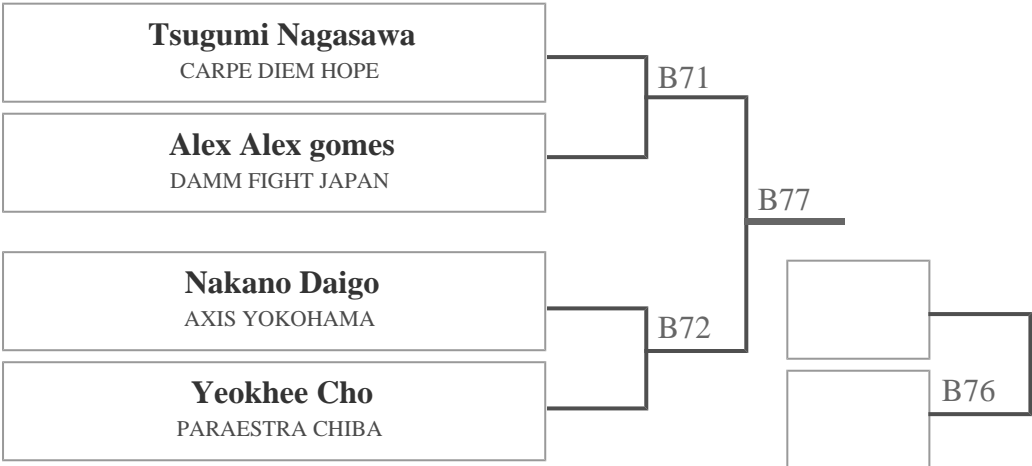 Tsugumi Nagasawa
CARPE DIEM HOPE
B71
Alex Alex gomes
DAMM FIGHT JAPAN
B77
Nakano Daigo
AXIS YOKOHAMA
B72
Yeokhee Cho
PARAESTRA CHIBA
B76